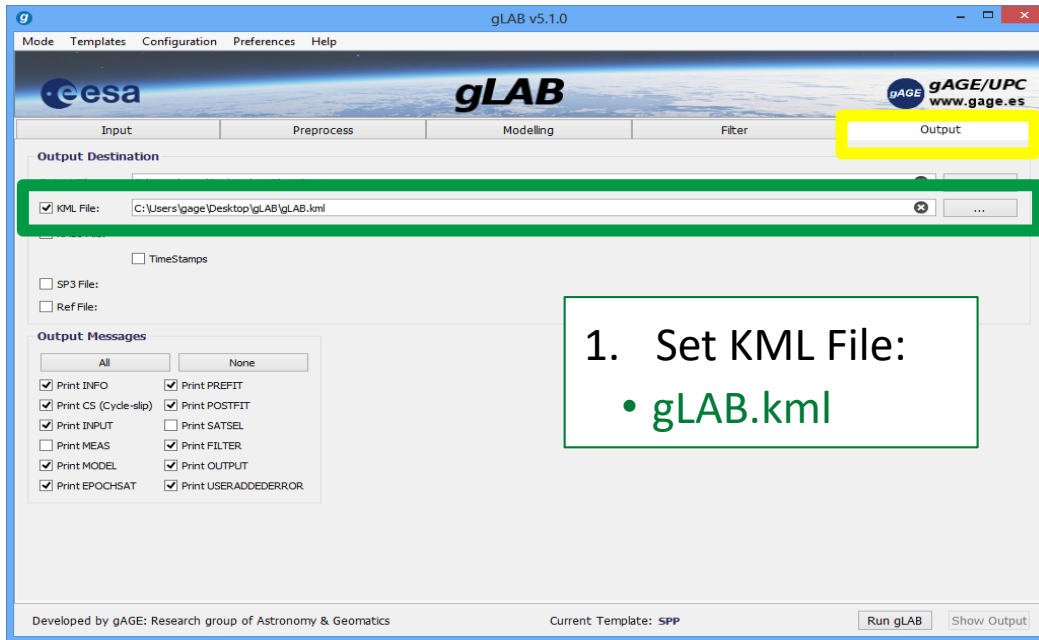 g gLAB v5.1.0
Mode Templates Configuration Preferences Help
eesa gLAB gAGE gAGE/UPC
www.gage.es
Input Preprocess Modelling Filter Output
Output Destination
KML File: C:\Users\gage\Desktop\gLAB\gLAB.kml ...
TimeStamps
SP3 File:
Ref File:
1. Set KML File:
• gLAB.kml
Output Messages
All None
Print INFO Print PREFIT
Print CS (Cycle-slip) Print POSTFIT
Print INPUT Print SATSEL
Print MEAS Print FILTER
Print MODEL Print OUTPUT
Print EPOCHSAT Print USERADDEDERROR
Developed by gAGE: Research group of Astronomy & Geomatics Current Template: SPP Run gLAB Show Output